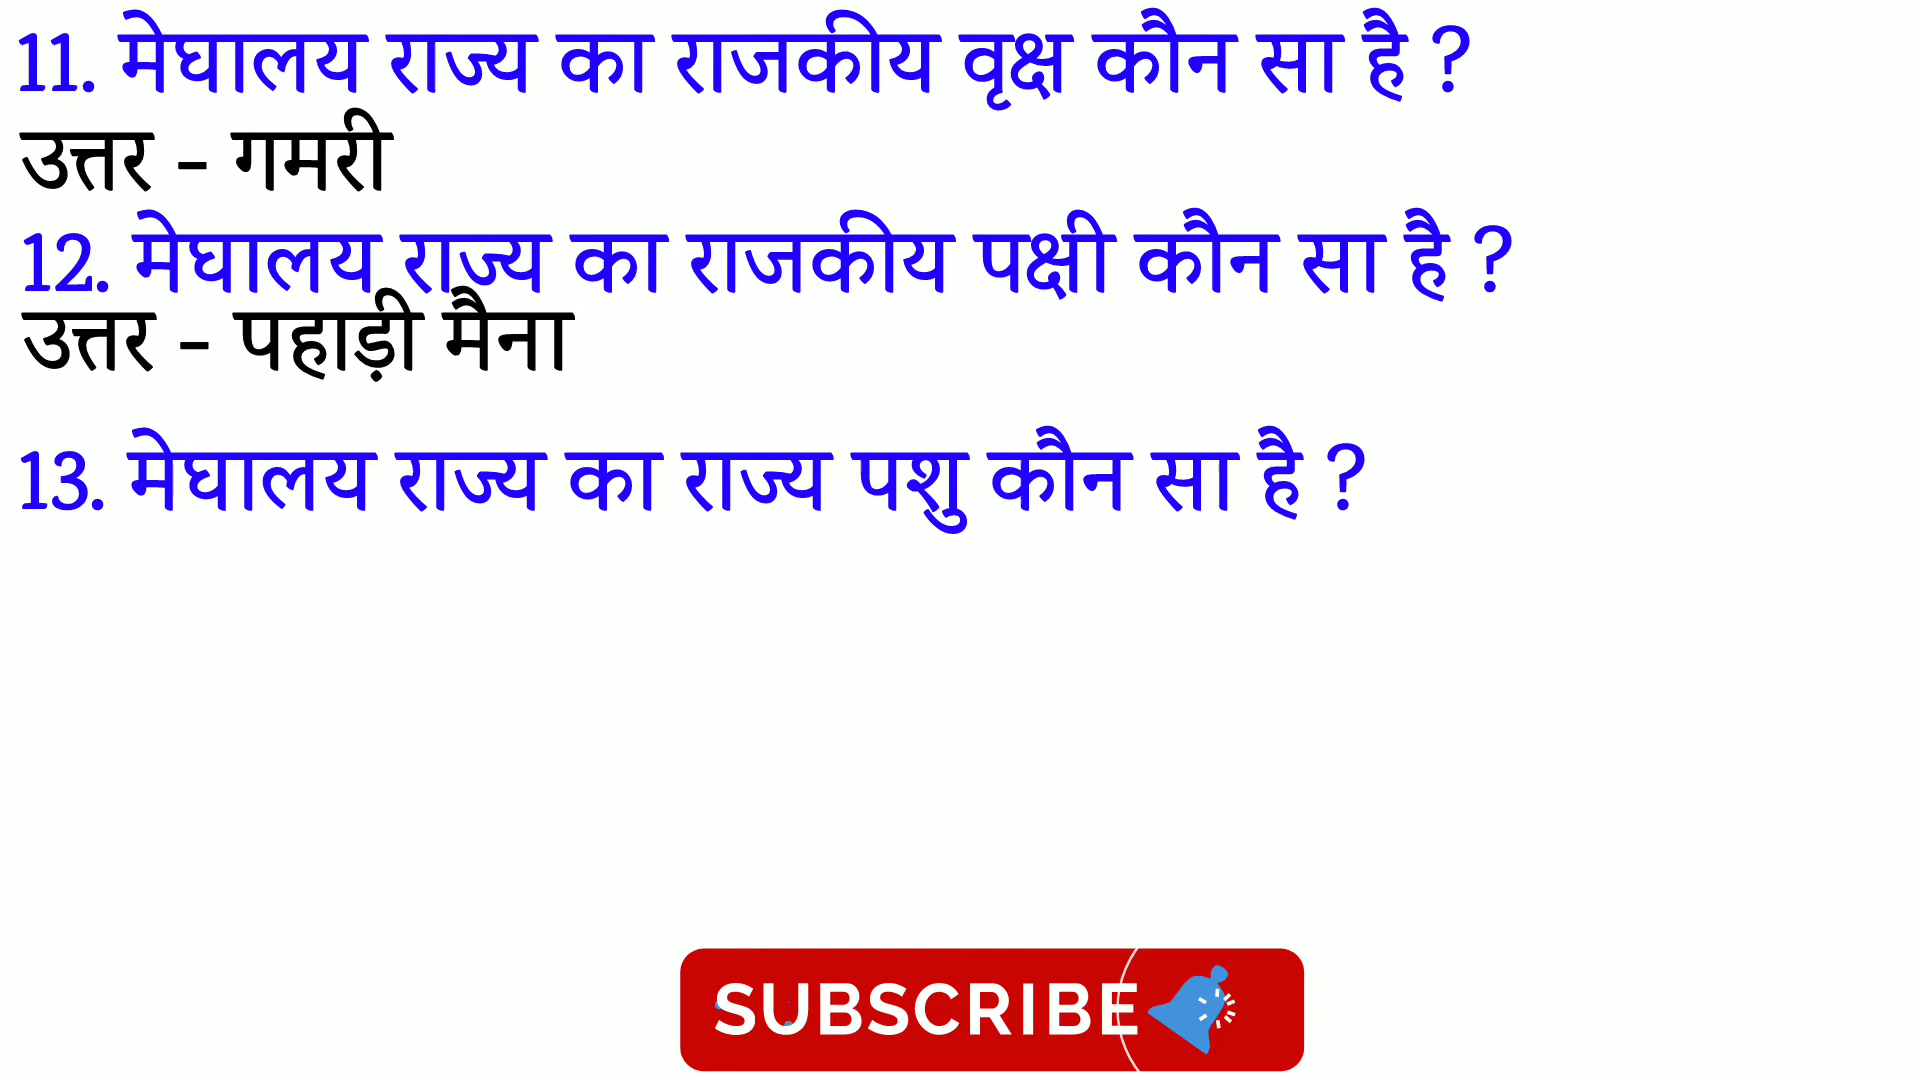 11. मेघालय राज्य का राजकीय वृक्ष कौन सा है ?
उत्तर - गमरी
12. मेघालय राज्य का राजकीय पक्षी कौन सा है ?
उत्तर - पहाड़ी मैना
13. मेघालय राज्य का राज्य पशु कौन सा है ?
SUBSCRIBE